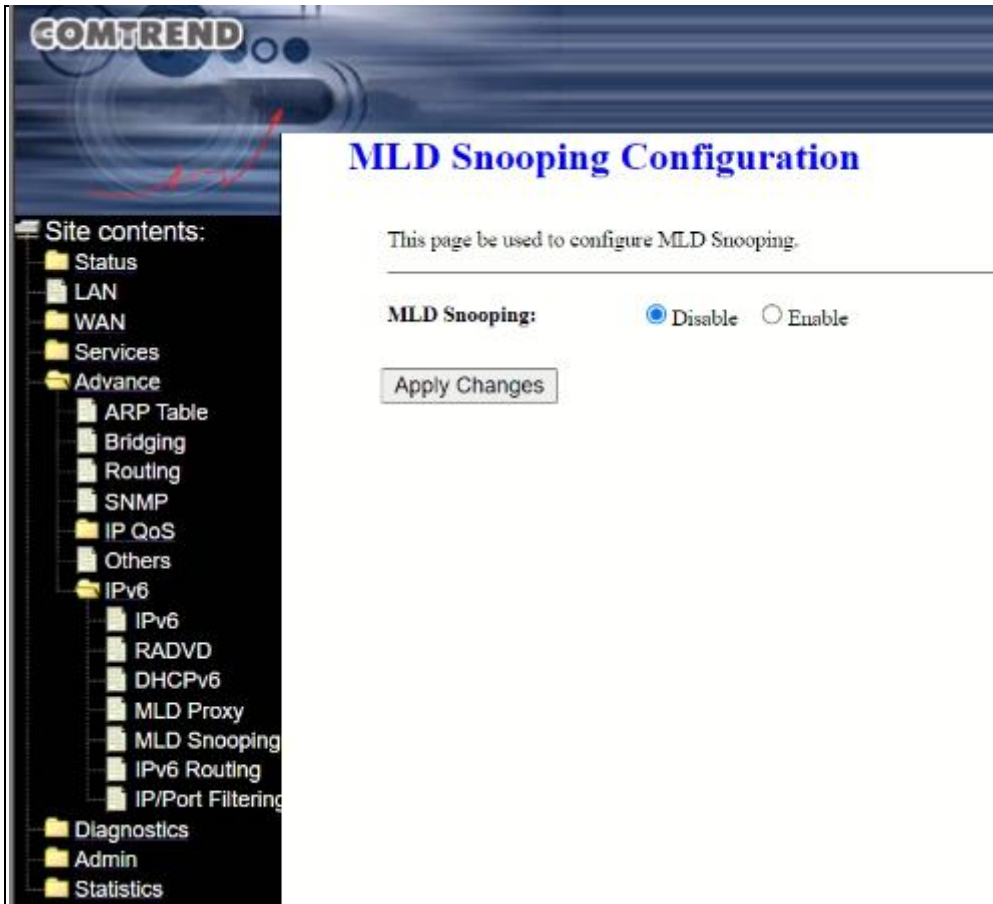 COMTREND
MLD Snooping Configuration
This page be used to configure MLD Snooping.
MLD Snooping: Disable Enable
Apply Changes
Site contents:
Status
LAN
WAN
Services
Advance
ARP Table
Bridging
Routing
SNMP
IP QoS
Others
IPv6
IPv6
RADVD
DHCPv6
MLD Proxy
MLD Snooping
IPv6 Routing
IP/Port Filtering
Diagnostics
Admin
Statistics